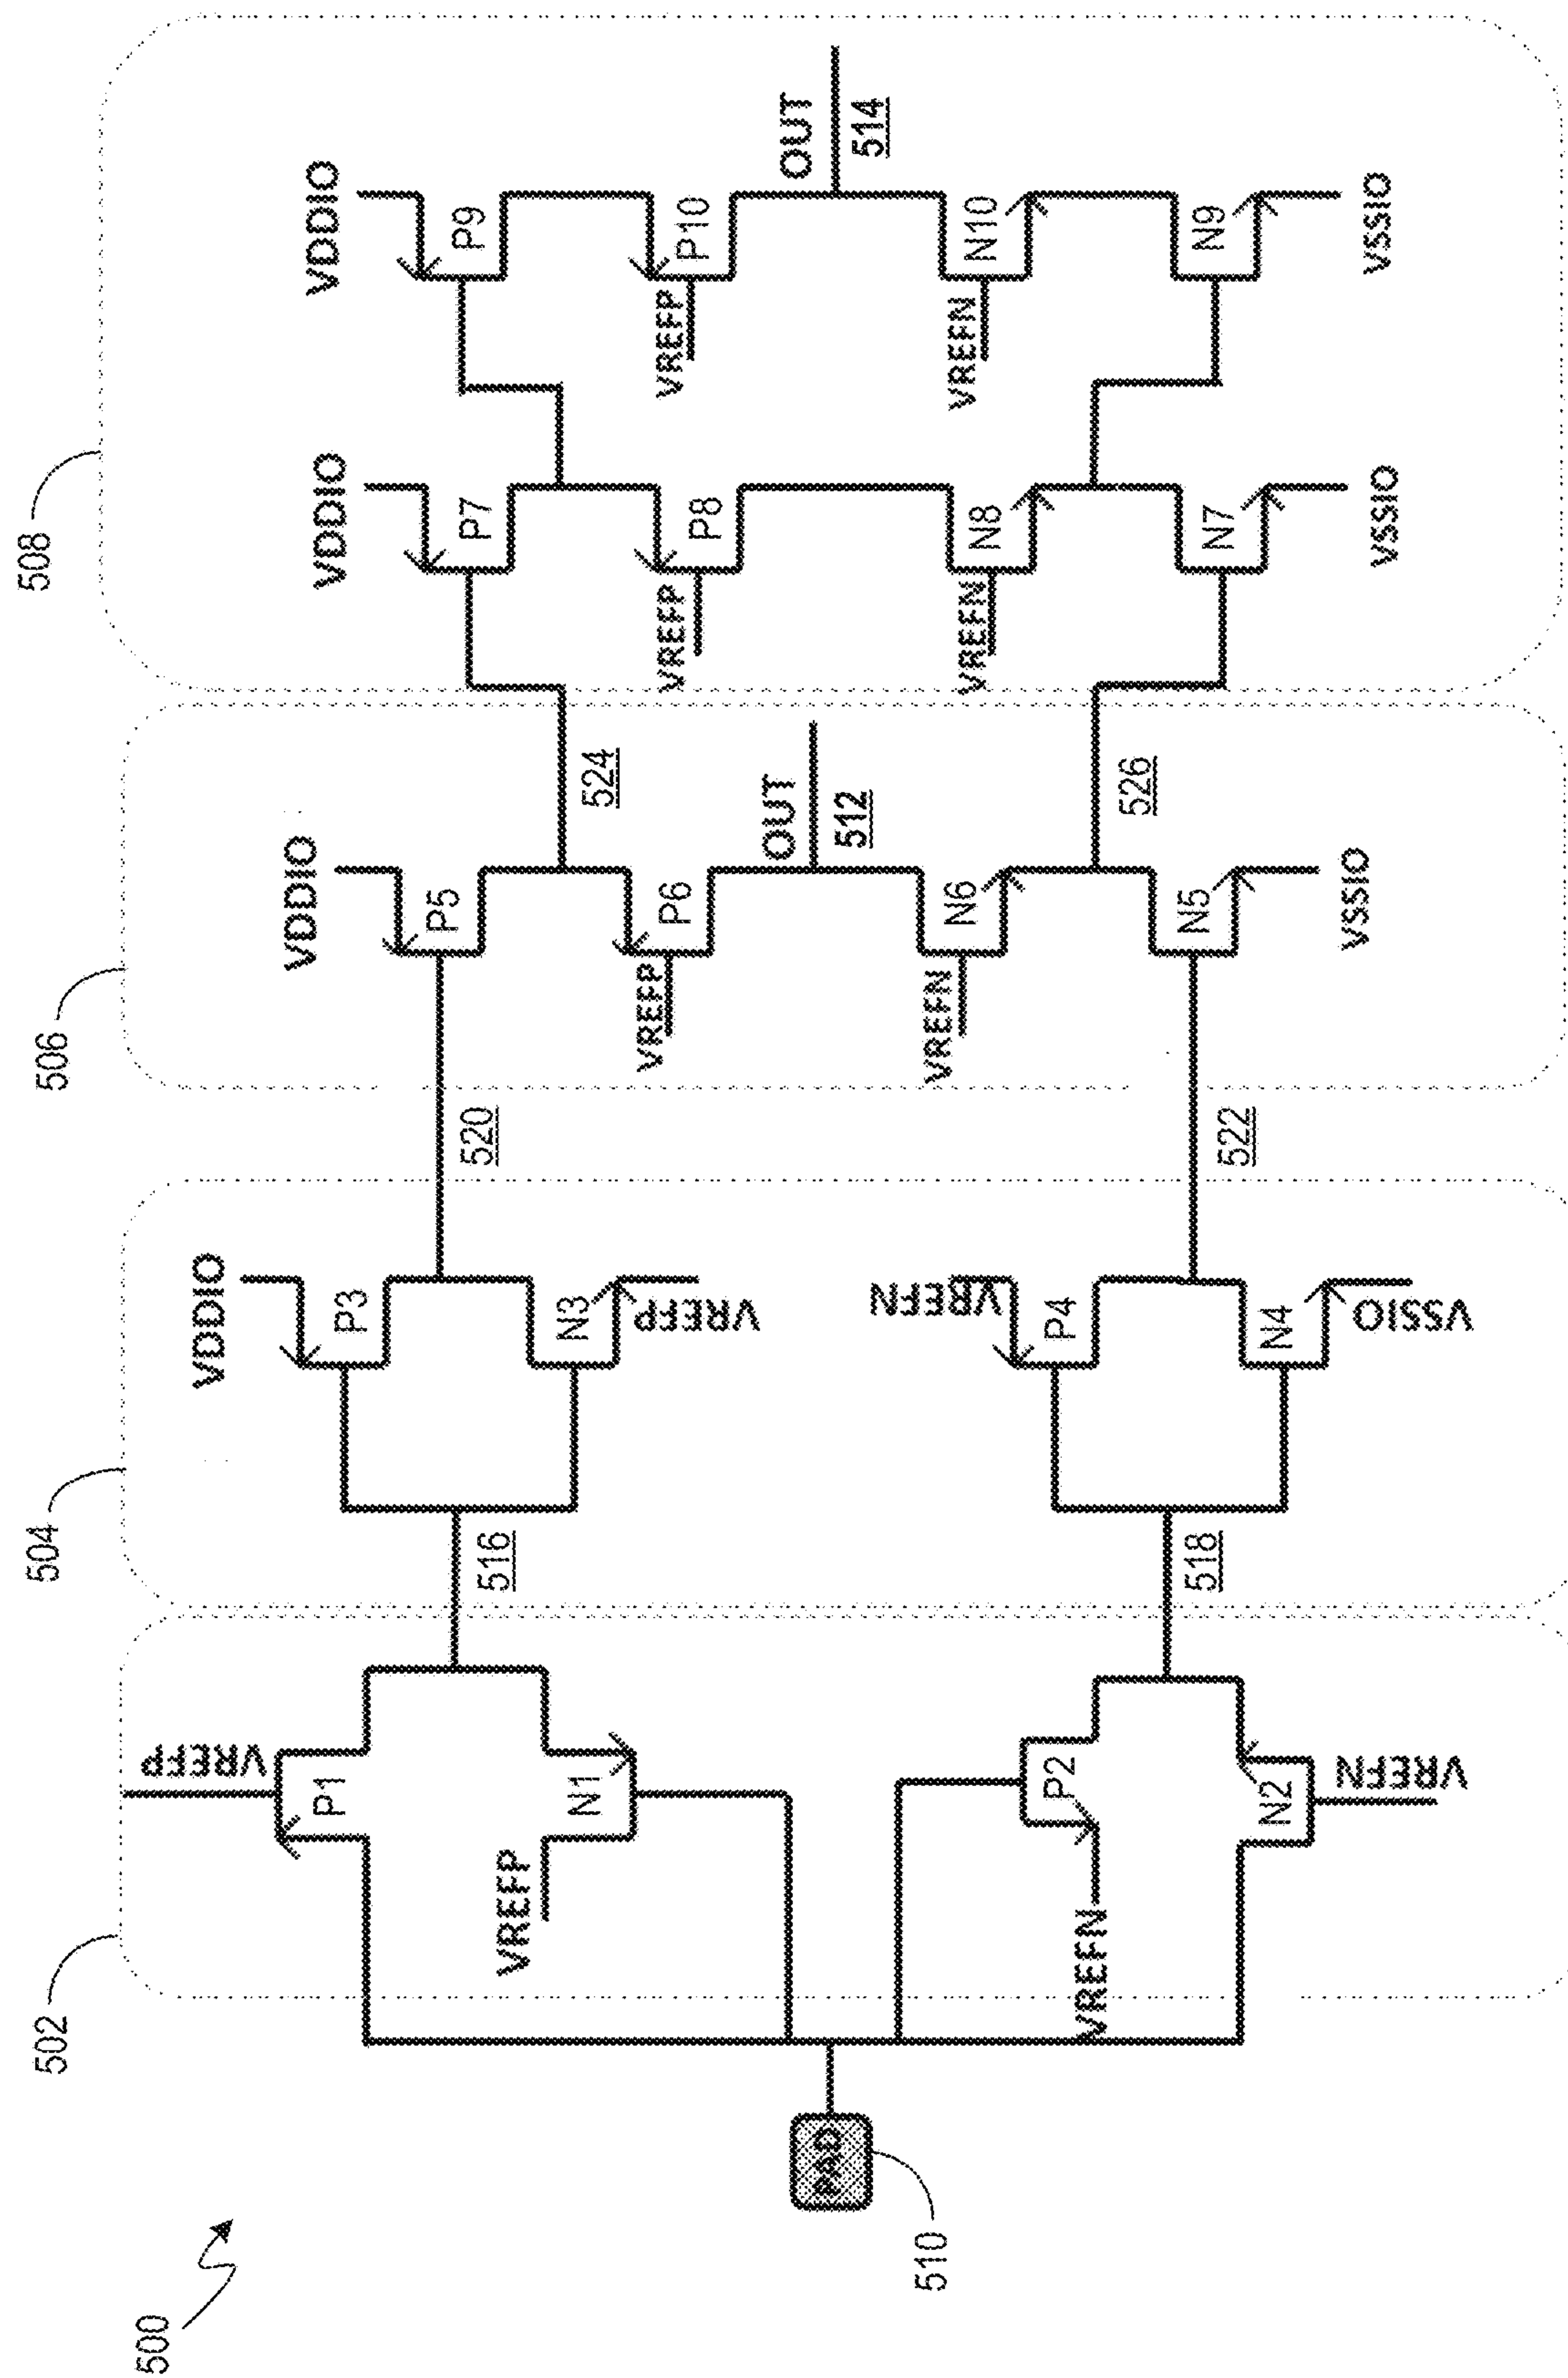 500
502
504
506
508
510
PAD
VREFP
P1
VREFP
N1
VREFN
P2
N2
VREFN
516
518
VDDIO
P3
N3
VREFP
VREFN
P4
N4
VSSIO
520
522
VDDIO
P5
VREFP
P6
OUT
512
VREFN
N6
N5
VSSIO
524
526
VDDIO
P7
VREFP
P8
VREFN
N8
N7
VSSIO
VDDIO
P9
VREFP
P10
OUT
514
VREFN
N10
N9
VSSIO